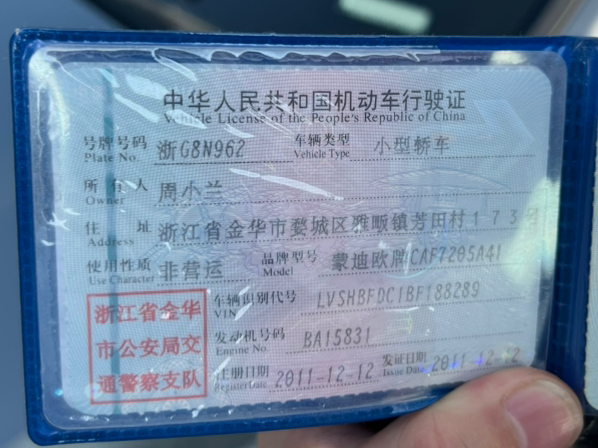 中华人民共和国机动车行驶证
Vehicle License of the People's Republic of China
号牌号码 浙G8N962 车辆类型 小型轿车
Plate No. Vehicle Type
所有人 周小兰
Owner
住址 浙江省金华市婺城区雅畈镇芳田村173号
Address
使用性质 非营运 品牌型号 蒙迪欧牌CAF7205A41
Use Character Model
车辆识别代号 LVSHBFDC1BF188289
VIN
发动机号码 BA15831
Engine No.
注册日期 2011-12-12 发证日期 2011-12-12
Register Date Issue Date
浙江省金华
市公安局交
通警察支队